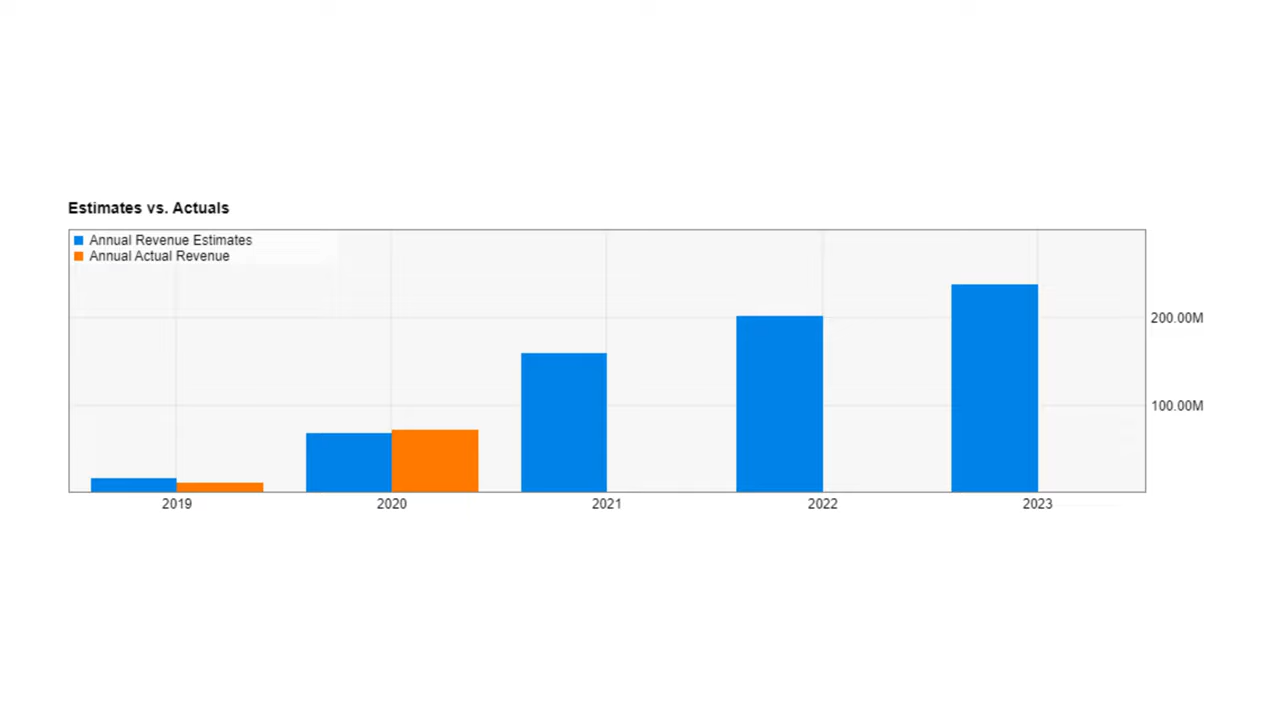 Estimates vs. Actuals
Annual Revenue Estimates
Annual Actual Revenue
200.00M
100.00M
2019 2020 2021 2022 2023